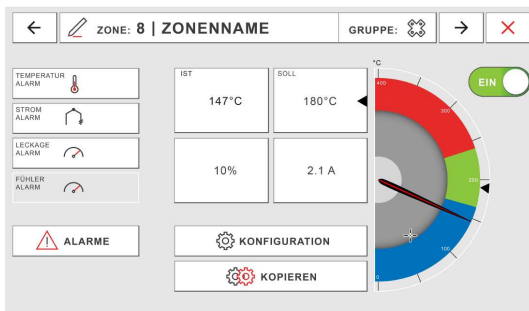 ZONE: 8 | ZONENNAME
GRUPPE:
TEMPERATUR
ALARM
STROM
ALARM
LECKAGE
ALARM
FÜHLER
ALARM
ALARME
IST
147°C
SOLL
180°C
10%
2.1 A
KONFIGURATION
KOPIEREN
°C
400
300
200
100
0
EIN